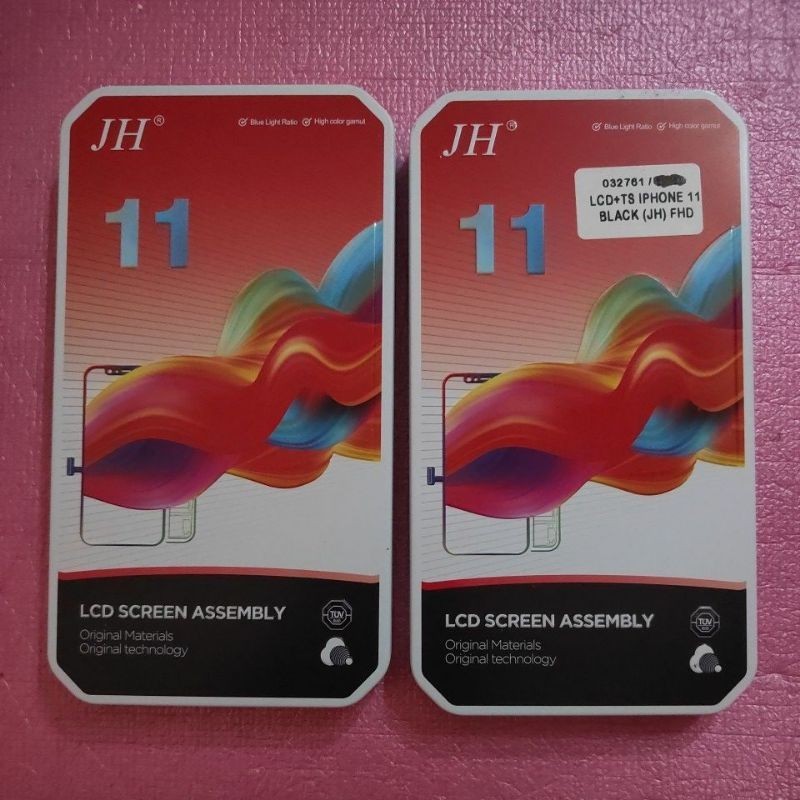 JH®
Blue Light Ratio High color gamut
11
LCD SCREEN ASSEMBLY
Original Materials
Original technology
TÜV
JH®
Blue Light Ratio High color gamut
032761 /
LCD+TS IPHONE 11
BLACK (JH) FHD
11
LCD SCREEN ASSEMBLY
Original Materials
Original technology
TÜV